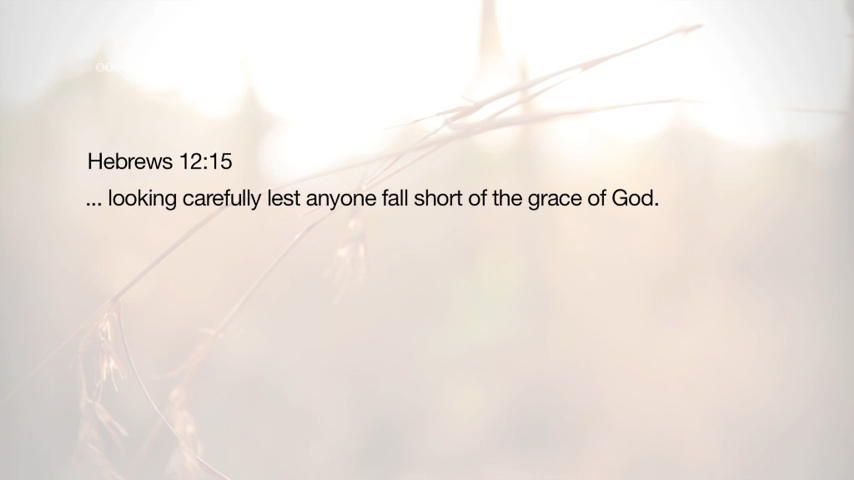 Hebrews 12:15
... looking carefully lest anyone fall short of the grace of God.